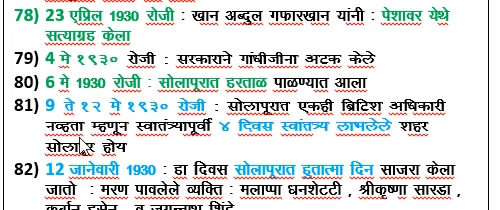 78) 23 एप्रिल 1930 रोजी : खान अब्दुल गफारखान यांनी : पेशावर येथे
सत्याग्रह केला
79) 4 मे १९३० रोजी : सरकाराने गांधीजीना अटक केले
80) 6 मे 1930 रोजी : सोलापूरात हरताळ पाळण्यात आला
81) 9 ते १२ मे १९३० रोजी : सोलापूरात एकही ब्रिटिश अधिकारी
नव्हता म्हणून स्वातंत्र्यापूर्वी ४ दिवस स्वांतत्र्य लाभलेले शहर
होय
82) 12 जानेवारी 1930 : हा दिवस सोलापूरात हुतात्मा दिन साजरा केला
जातो : मरण पावलेले व्यक्ति : मलाप्पा धनशेटटी , श्रीकृष्णा सारडा ,